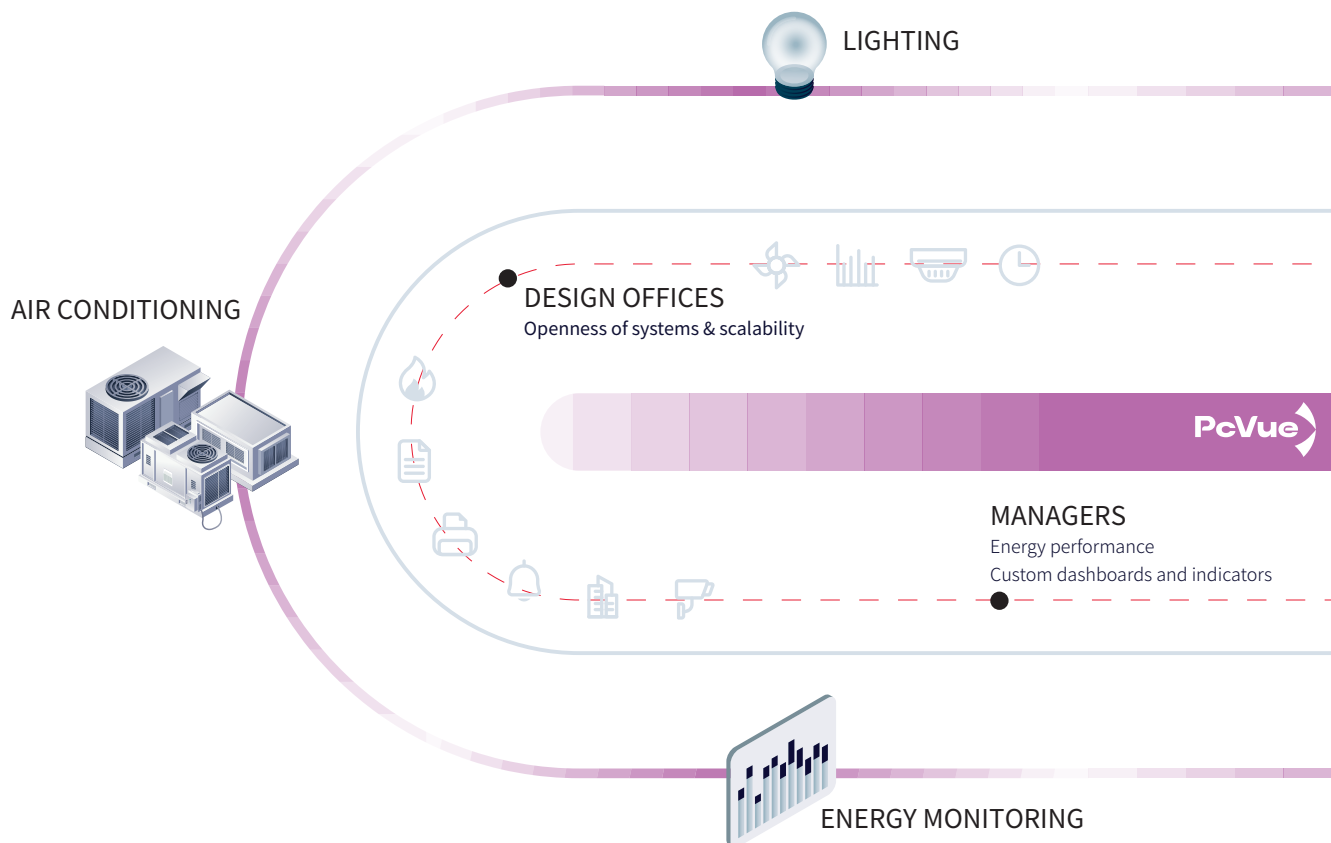 LIGHTING
AIR CONDITIONING
DESIGN OFFICES
Openness of systems & scalability
PcVue
MANAGERS
Energy performance
Custom dashboards and indicators
ENERGY MONITORING